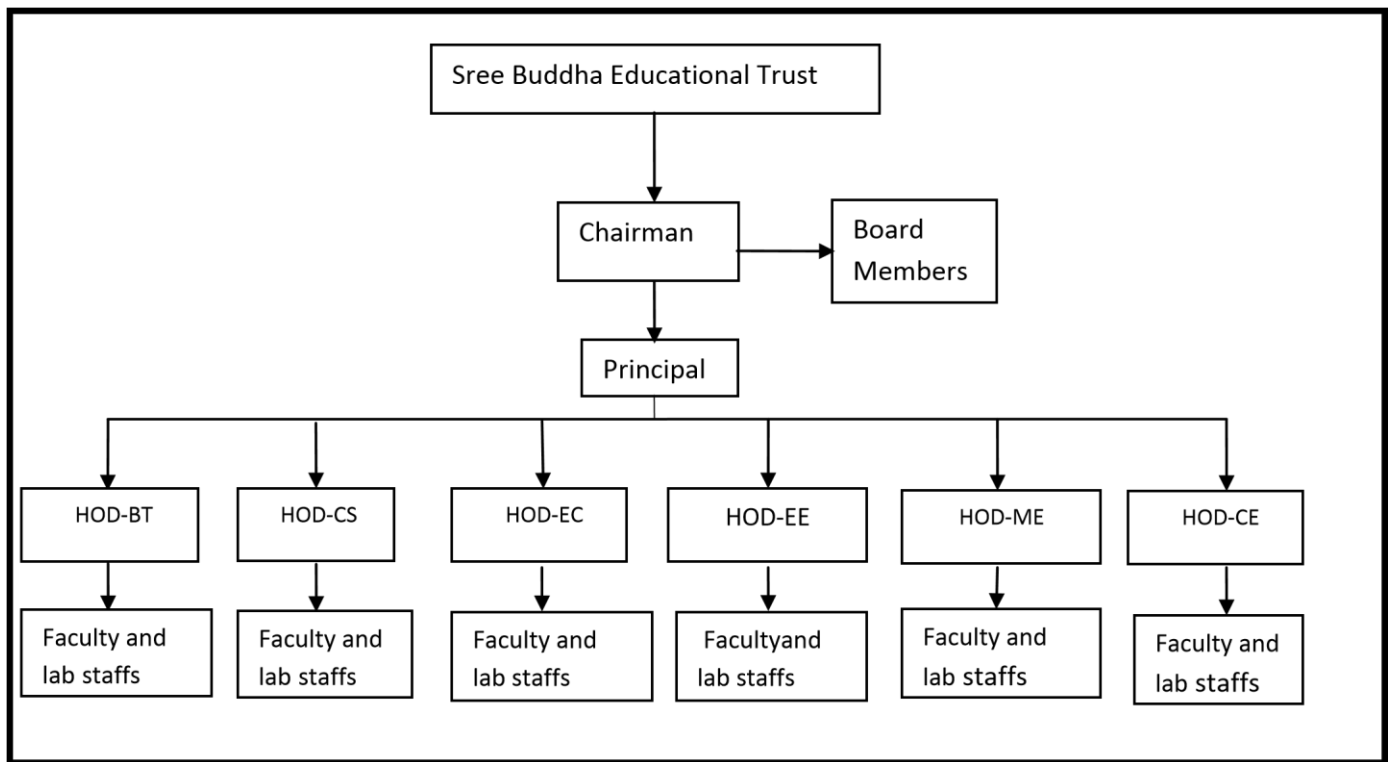 Sree Buddha Educational Trust
Chairman
Board
Members
Principal
HOD-BT
HOD-CS
HOD-EC
HOD-EE
HOD-ME
HOD-CE
Faculty and
lab staffs
Faculty and
lab staffs
Faculty and
lab staffs
Facultyand
lab staffs
Faculty and
lab staffs
Faculty and
lab staffs